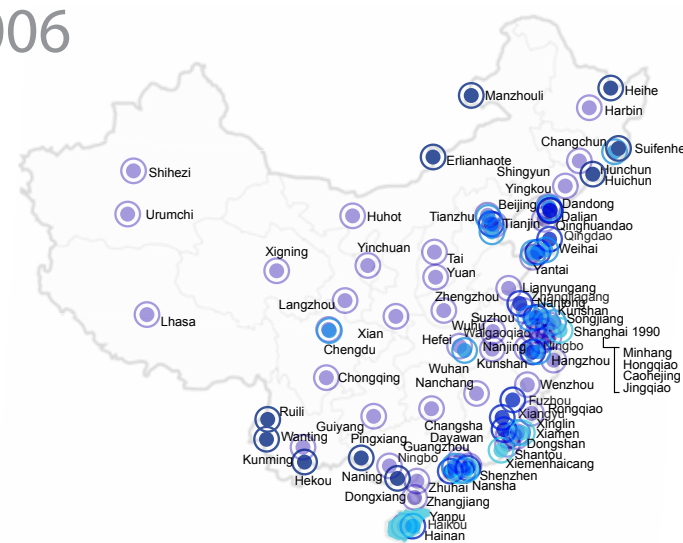 006
Manzhouli
Heihe
Harbin
Changchun
Suifenhe
Erlianhaote
Shingyun
Hunchun
Huichun
Shihezi
Yingkou
Beijing
Dandong
Urumchi
Huhot
Tianzhu
Tianjin
Dalian
Qinghuandao
Qingdao
Xigning
Yinchuan
Tai
Yuan
Weihai
Yantai
Langzhou
Zhengzhou
Lianyungang
Zhangjiagang
Nantong
Kunshan
Lhasa
Xian
Suzhou
Songjiang
Wuhu
Waigaoqiao
Shanghai 1990
Chengdu
Hefei
Nanjing
Ningbo
Minhang
Hongqiao
Caohejing
Jingqiao
Wuhan
Kunshan
Hangzhou
Chongqing
Nanchang
Wenzhou
Ruili
Fuzhou
Rongqiao
Guiyang
Changsha
Xiangyu
Xinglin
Wanting
Pingxiang
Dayawan
Xiamen
Kunming
Guangzhou
Dongshan
Ningbo
Shantou
Xiemenhaicang
Hekou
Naning
Shenzhen
Zhuhai
Nansha
Dongxiang
Zhangjiang
Yanpu
Haikou
Hainan